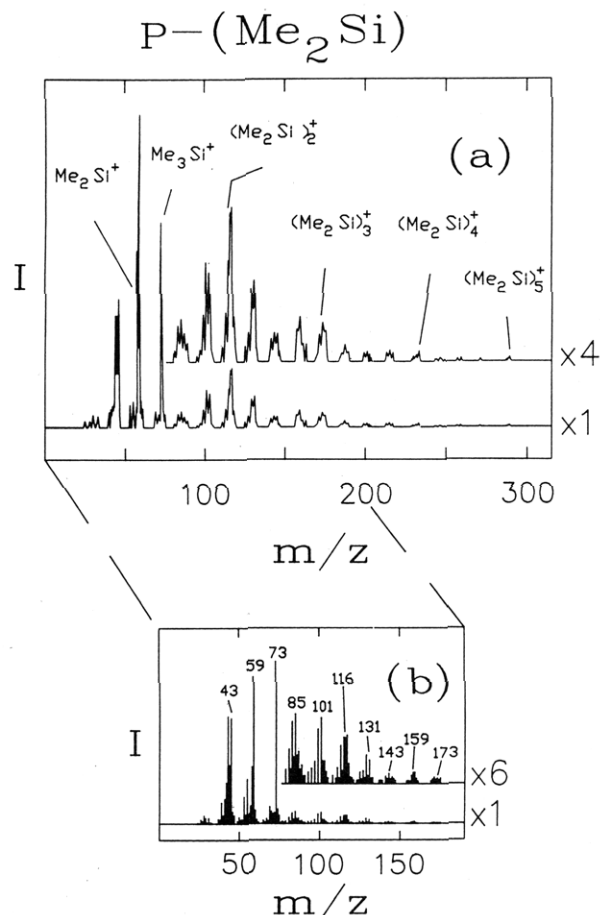 P-(Me₂Si)
(a)
Me₂Si⁺
Me₃Si⁺
(Me₂Si)₂⁺
(Me₂Si)₃⁺
(Me₂Si)₄⁺
(Me₂Si)₅⁺
I
x4
x1
100 200 300
m/z
(b)
43
59
73
85
101
116
131
143
159
173
I
x6
x1
50 100 150
m/z